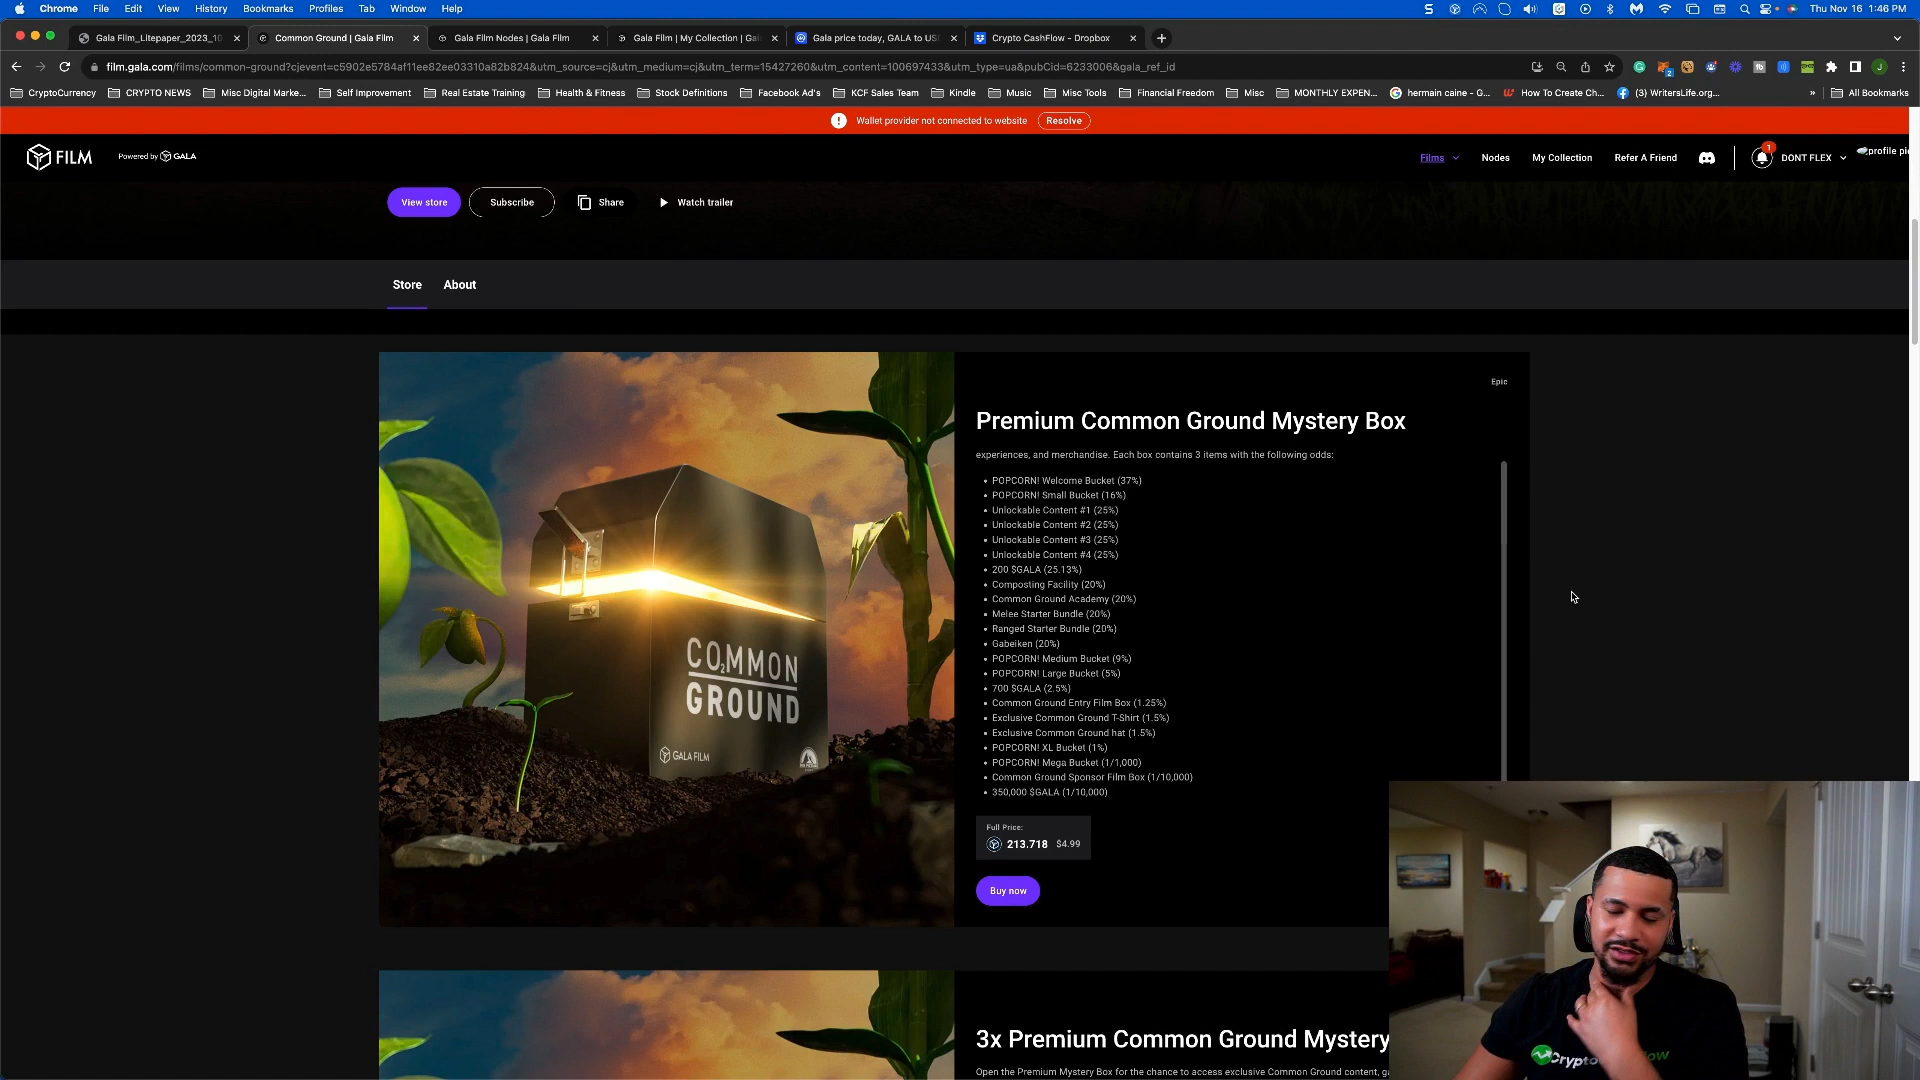 Chrome File Edit View History Bookmarks Profiles Tab Window Help
Thu Nov 16 1:46 PM
Gala Film_Litepaper_2023_10
Common Ground | Gala Film
Gala Film Nodes | Gala Film
Gala Film | My Collection | Gal
Gala price today, GALA to US
Crypto CashFlow - Dropbox
film.gala.com/films/common-ground?cjevent=c5902e5784af11ee82ee03310a82b824&utm_source=cj&utm_medium=cj&utm_term=15427260&utm_content=100697433&utm_type=ua&pubCid=6233006&gala_ref_id
CryptoCurrency
CRYPTO NEWS
Misc Digital Marke...
Self Improvement
Real Estate Training
Health & Fitness
Stock Definitions
Facebook Ad's
KCF Sales Team
Kindle
Music
Misc Tools
Financial Freedom
Misc
MONTHLY EXPEN...
hermain caine - G...
How To Create Ch...
(3) WritersLife.org...
»
All Bookmarks
Wallet provider not connected to website Resolve
FILM Powered by GALA
Films
Nodes
My Collection
Refer A Friend
1
DONT FLEX
profile pi
View store
Subscribe
Share
Watch trailer
Store
About
Epic
Premium Common Ground Mystery Box
experiences, and merchandise. Each box contains 3 items with the following odds:
• POPCORN! Welcome Bucket (37%)
• POPCORN! Small Bucket (16%)
• Unlockable Content #1 (25%)
• Unlockable Content #2 (25%)
• Unlockable Content #3 (25%)
• Unlockable Content #4 (25%)
• 200 $GALA (25.13%)
• Composting Facility (20%)
• Common Ground Academy (20%)
• Melee Starter Bundle (20%)
• Ranged Starter Bundle (20%)
• Gabeiken (20%)
• POPCORN! Medium Bucket (9%)
• POPCORN! Large Bucket (5%)
• 700 $GALA (2.5%)
• Common Ground Entry Film Box (1.25%)
• Exclusive Common Ground T-Shirt (1.5%)
• Exclusive Common Ground hat (1.5%)
• POPCORN! XL Bucket (1%)
• POPCORN! Mega Bucket (1/1,000)
• Common Ground Sponsor Film Box (1/10,000)
• 350,000 $GALA (1/10,000)
CO2MMON
GROUND
GALA FILM
Full Price:
213.718 $4.99
Buy now
3x Premium Common Ground Mystery
Open the Premium Mystery Box for the chance to access exclusive Common Ground content, g